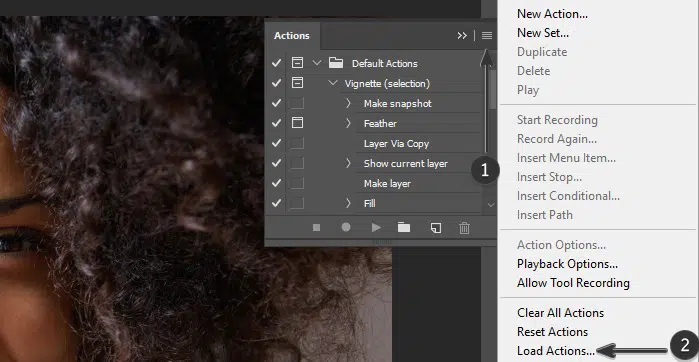 Actions
Default Actions
Vignette (selection)
Make snapshot
Feather
Layer Via Copy
Show current layer
Make layer
Fill
1
New Action...
New Set...
Duplicate
Delete
Play
Start Recording
Record Again...
Insert Menu Item...
Insert Stop...
Insert Conditional...
Insert Path
Action Options...
Playback Options...
Allow Tool Recording
Clear All Actions
Reset Actions
Load Actions...
2